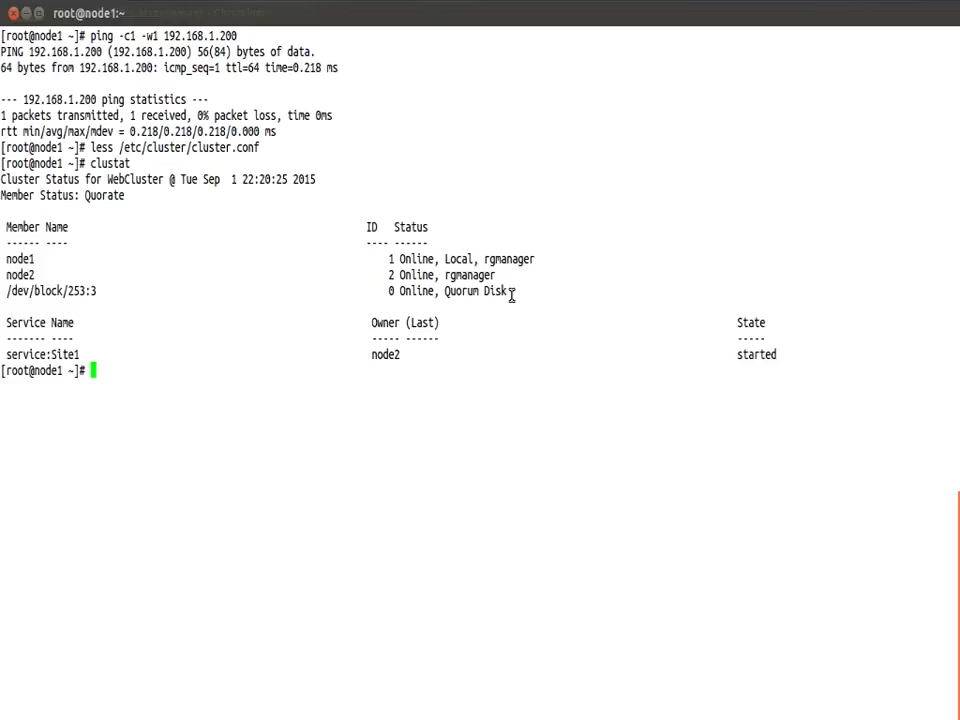 root@node1:~
[root@node1 ~]# ping -c1 -w1 192.168.1.200
PING 192.168.1.200 (192.168.1.200) 56(84) bytes of data.
64 bytes from 192.168.1.200: icmp_seq=1 ttl=64 time=0.218 ms
--- 192.168.1.200 ping statistics ---
1 packets transmitted, 1 received, 0% packet loss, time 0ms
rtt min/avg/max/mdev = 0.218/0.218/0.218/0.000 ms
[root@node1 ~]# less /etc/cluster/cluster.conf
[root@node1 ~]# clustat
Cluster Status for WebCluster @ Tue Sep  1 22:20:25 2015
Member Status: Quorate
Member Name ID Status
------ ---- ---- ------
node1 1 Online, Local, rgmanager
node2 2 Online, rgmanager
/dev/block/253:3 0 Online, Quorum Disk
Service Name Owner (Last) State
------- ---- ----- ------ -----
service:Site1 node2 started
[root@node1 ~]#